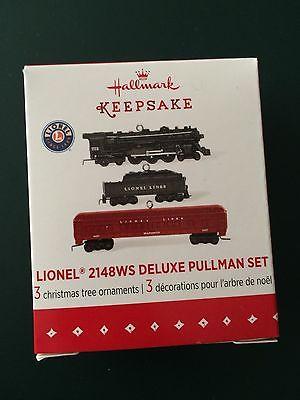 Hallmark
KEEPSAKE
LIONEL
LIONEL LINES
LIONEL LINES
LIONEL® 2148WS DELUXE PULLMAN SET
3 christmas tree ornaments | 3 décorations pour l'arbre de noël